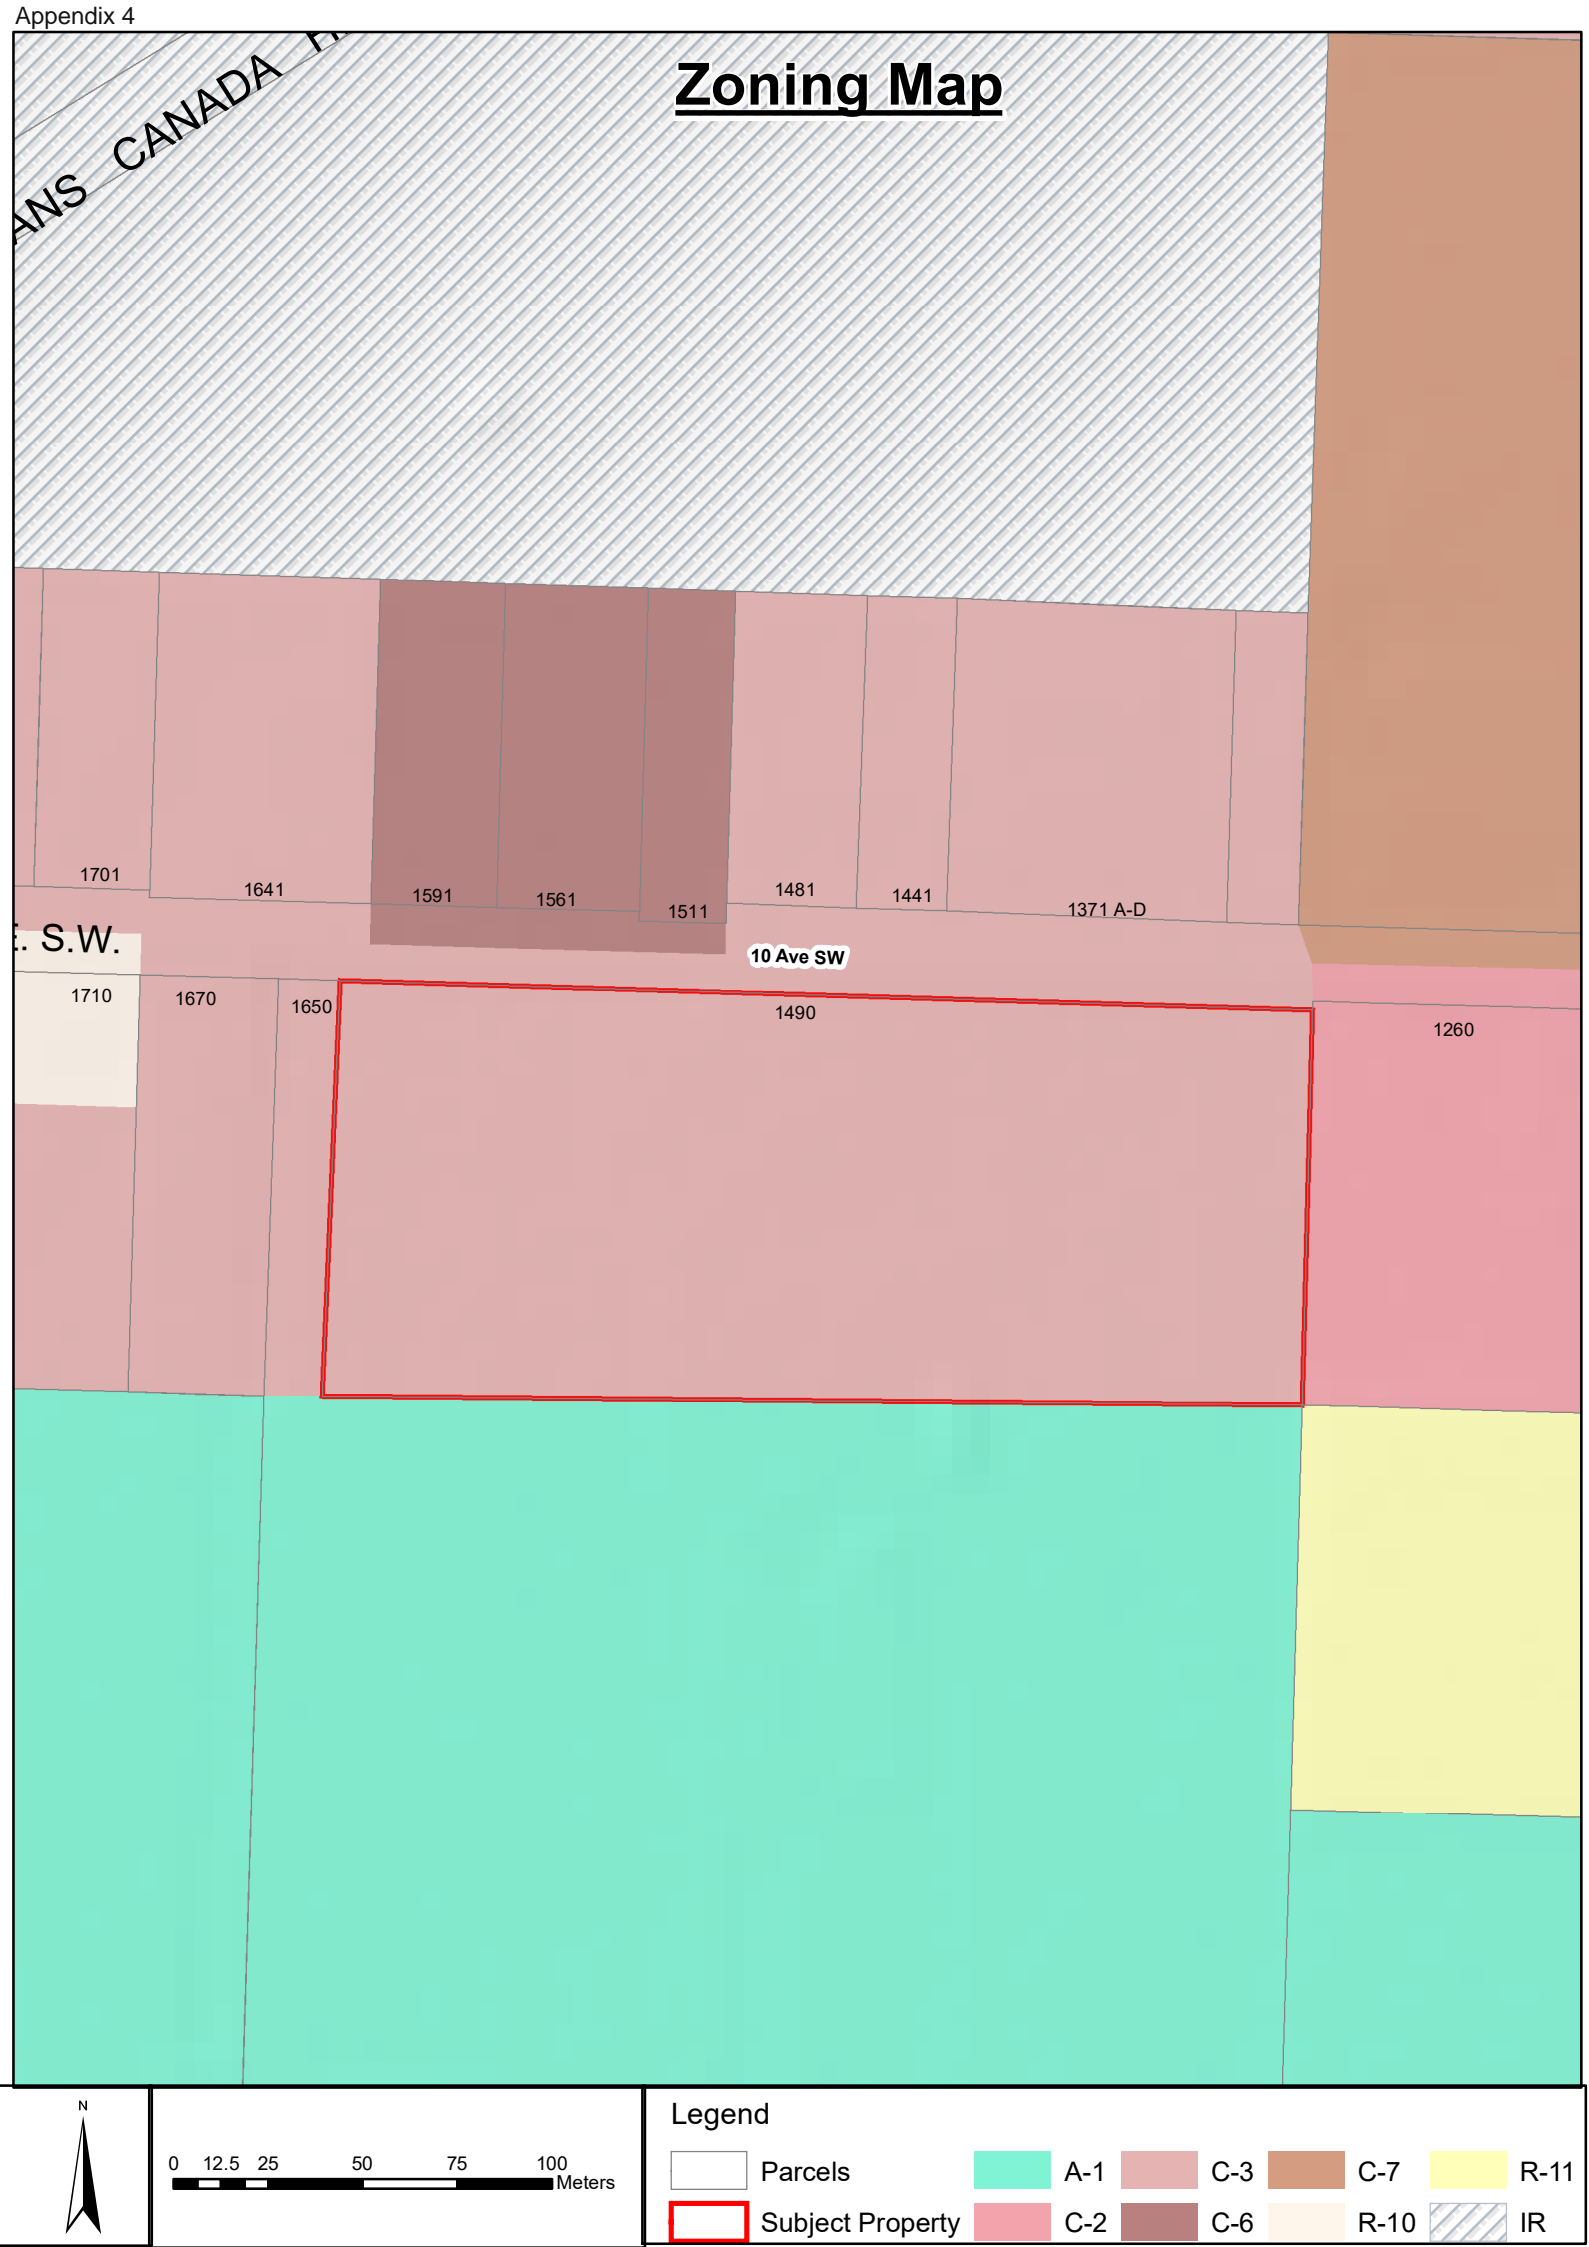 Appendix 4
Zoning Map
ANS CANADA
1701
1641
1591
1561
1511
1481
1441
1371 A-D
S.W.
10 Ave SW
1710
1670
1650
1490
1260
N
0 12.5 25 50 75 100
Meters
Legend
Parcels
Subject Property
A-1
C-2
C-3
C-6
C-7
R-10
R-11
IR